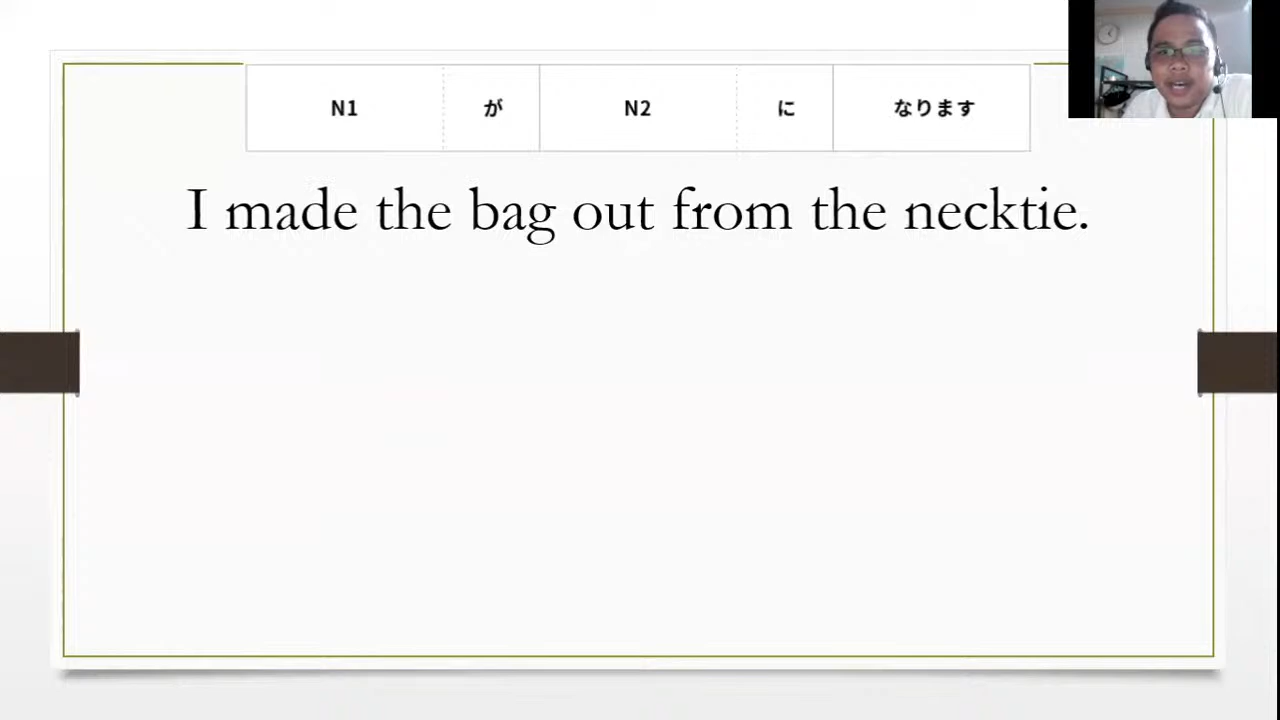 N1 が N2 に なります
I made the bag out from the necktie.